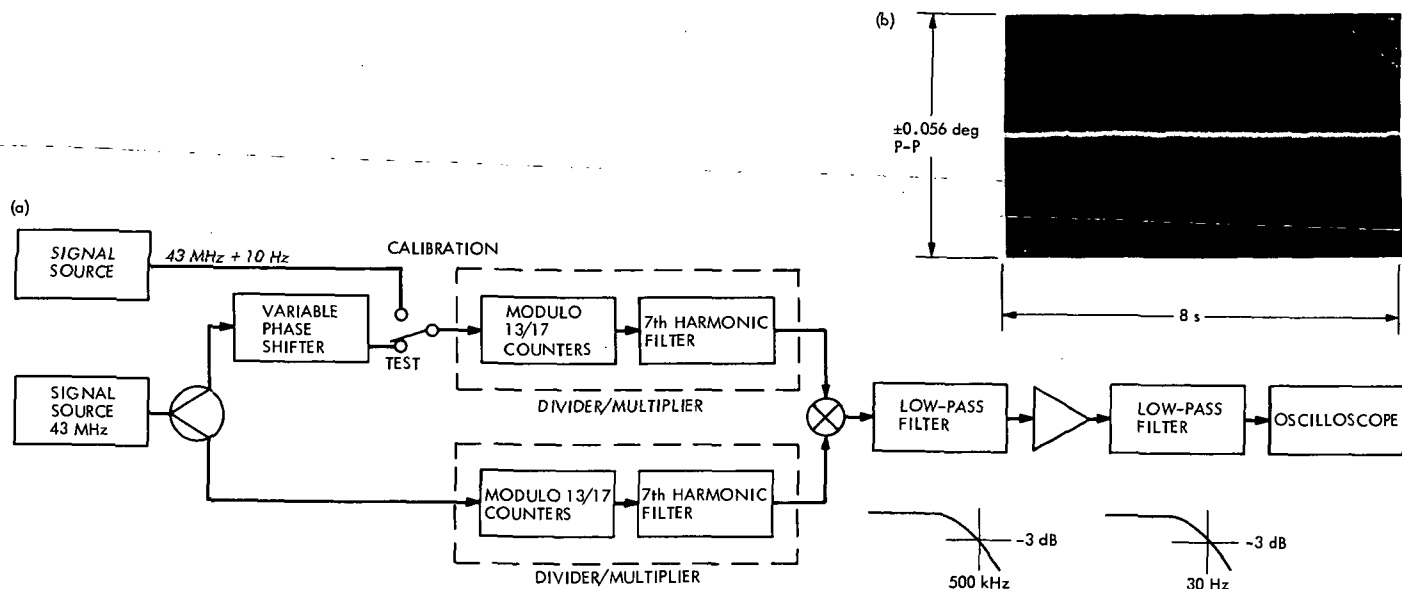 (b)
±0.056 deg
P-P
8 s
(a)
SIGNAL
SOURCE
43 MHz + 10 Hz
CALIBRATION
VARIABLE
PHASE
SHIFTER
TEST
MODULO
13/17
COUNTERS
7th HARMONIC
FILTER
DIVIDER/MULTIPLIER
SIGNAL
SOURCE
43 MHz
LOW-PASS
FILTER
LOW-PASS
FILTER
OSCILLOSCOPE
MODULO 13/17
COUNTERS
7th HARMONIC
FILTER
DIVIDER/MULTIPLIER
-3 dB
500 kHz
-3 dB
30 Hz